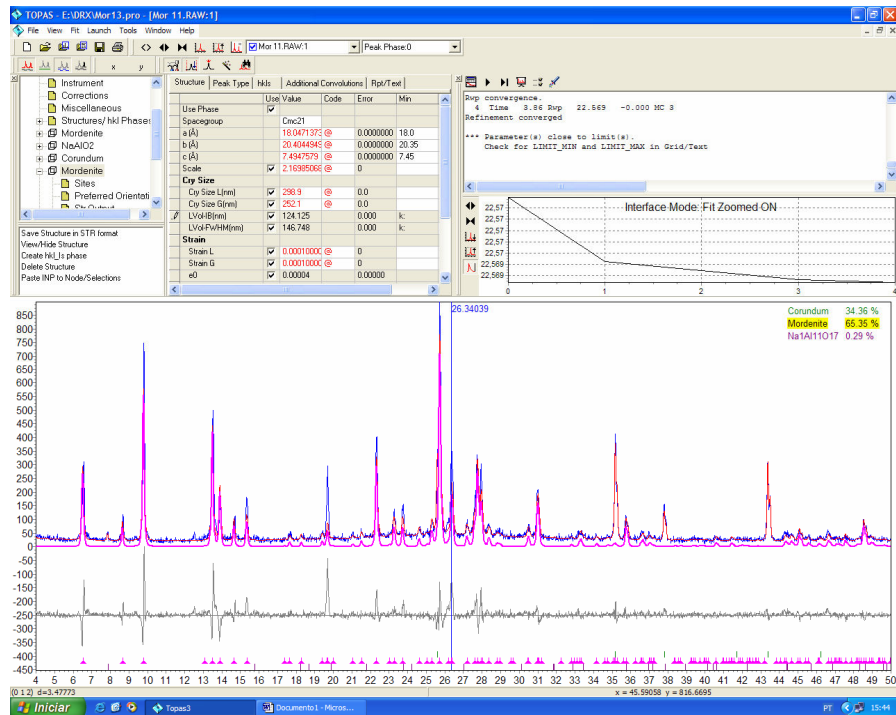 TOPAS - E:\DRX\Mor13.pro - [Mor 11.RAW:1]
File View Fit Launch Tools Window Help
Mor 11.RAW:1 Peak Phase:0
x y
Instrument
Corrections
Miscellaneous
Structures/ hkl Phases
Mordenite
NaAlO2
Corundum
Mordenite
Sites
Preferred Orientati
Str Output
Save Structure in STR format
View/Hide Structure
Create hkl_Is phase
Delete Structure
Paste INP to Node/Selections
Structure Peak Type hkls Additional Convolutions Rpt/Text
Use Value Code Error Min
Use Phase
Spacegroup Cmc21
a (Å) 18.0471373 @ 0.0000000 18.0
b (Å) 20.4044949 @ 0.0000000 20.35
c (Å) 7.4947579 @ 0.0000000 7.45
Scale 2.16985068 @ 0
Cry Size
Cry Size L(nm) 298.9 @ 0.0
Cry Size G(nm) 252.1 @ 0.0
LVol-IB(nm) 124.125 0.000 k:
LVol-FWHM(nm) 146.748 0.000 k:
Strain
Strain L 0.00010000 @ 0
Strain G 0.00010000 @ 0
e0 0.00004 0.00000
Rwp convergence.
4 Time 3.86 Rwp 22.569 -0.000 MC 3
Refinement converged
*** Parameter(s) close to limit(s).
Check for LIMIT_MIN and LIMIT_MAX in Grid/Text
Interface Mode: Fit Zoomed ON
22,57
22,57
22,57
22,57
22,569
22,569
0 1 2 3 4
26.34039
Corundum 34.36 %
Mordenite 65.35 %
Na1Al11O17 0.29 %
850
800
750
700
650
600
550
500
450
400
350
300
250
200
150
100
50
0
-50
-100
-150
-200
-250
-300
-350
-400
-450
4 5 6 7 8 9 10 11 12 13 14 15 16 17 18 19 20 21 22 23 24 25 26 27 28 29 30 31 32 33 34 35 36 37 38 39 40 41 42 43 44 45 46 47 48 49 50
(0 1 2) d=3.47773 x = 45.59058 y = 816.6695
Iniciar Topas3 Documento1 - Micros... PT 15:44